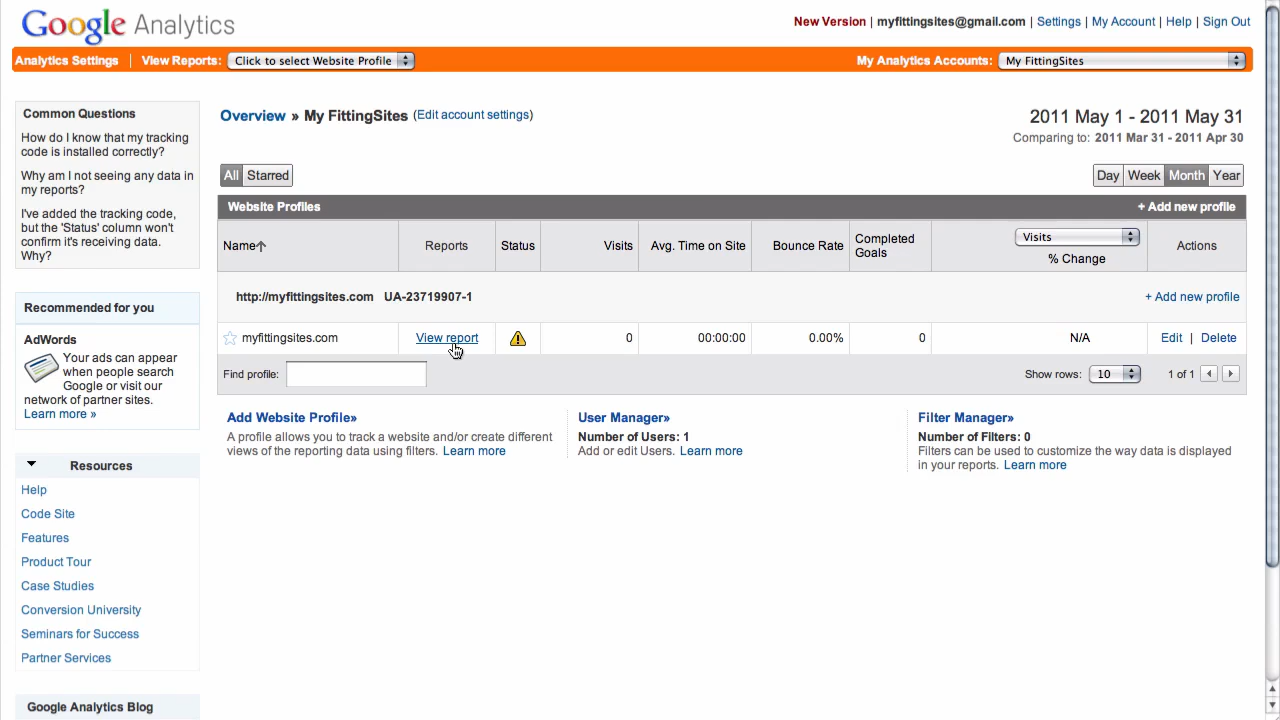 Google Analytics
New Version | myfittingsites@gmail.com | Settings | My Account | Help | Sign Out
Analytics Settings | View Reports: Click to select Website Profile
My Analytics Accounts: My FittingSites
Common Questions
How do I know that my tracking
code is installed correctly?
Why am I not seeing any data in
my reports?
I've added the tracking code,
but the 'Status' column won't
confirm it's receiving data.
Why?
Recommended for you
AdWords
Your ads can appear
when people search
Google or visit our
network of partner sites.
Learn more »
Resources
Help
Code Site
Features
Product Tour
Case Studies
Conversion University
Seminars for Success
Partner Services
Google Analytics Blog
Overview » My FittingSites (Edit account settings)
2011 May 1 - 2011 May 31
Comparing to: 2011 Mar 31 - 2011 Apr 30
All Starred
Day Week Month Year
Website Profiles
+ Add new profile
Name Reports Status Visits Avg. Time on Site Bounce Rate Completed Goals Visits % Change Actions
http://myfittingsites.com UA-23719907-1
+ Add new profile
myfittingsites.com View report 0 00:00:00 0.00% 0 N/A Edit | Delete
Find profile:
Show rows: 10 1 of 1
Add Website Profile»
A profile allows you to track a website and/or create different
views of the reporting data using filters. Learn more
User Manager»
Number of Users: 1
Add or edit Users. Learn more
Filter Manager»
Number of Filters: 0
Filters can be used to customize the way data is displayed
in your reports. Learn more